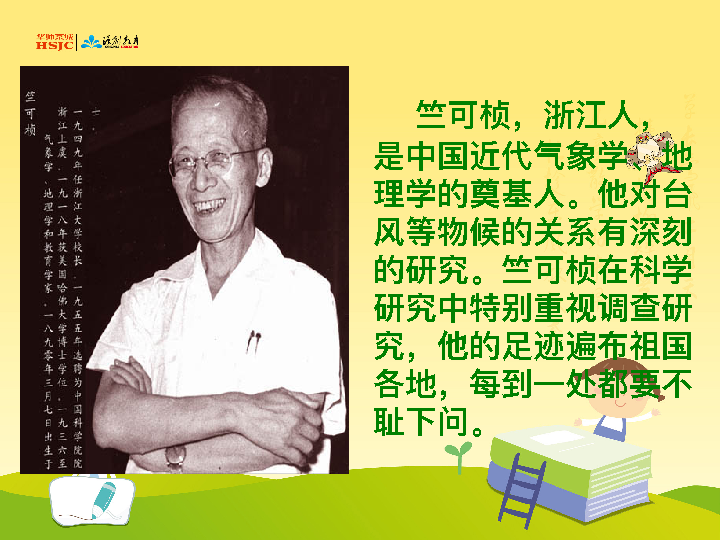 华师京城
HSJC
竺可桢
气象学、地理学和教育学家。一八九零年三月七日出生于
浙江上虞.一九一八年获美国哈佛大学博士学位。一九三六至
一九四九年任浙江大学校长.一九五五年选聘为中国科学院院
士.
竺可桢，浙江人，
是中国近代气象学、地
理学的奠基人。他对台
风等物候的关系有深刻
的研究。竺可桢在科学
研究中特别重视调查研
究，他的足迹遍布祖国
各地，每到一处都要不
耻下问。